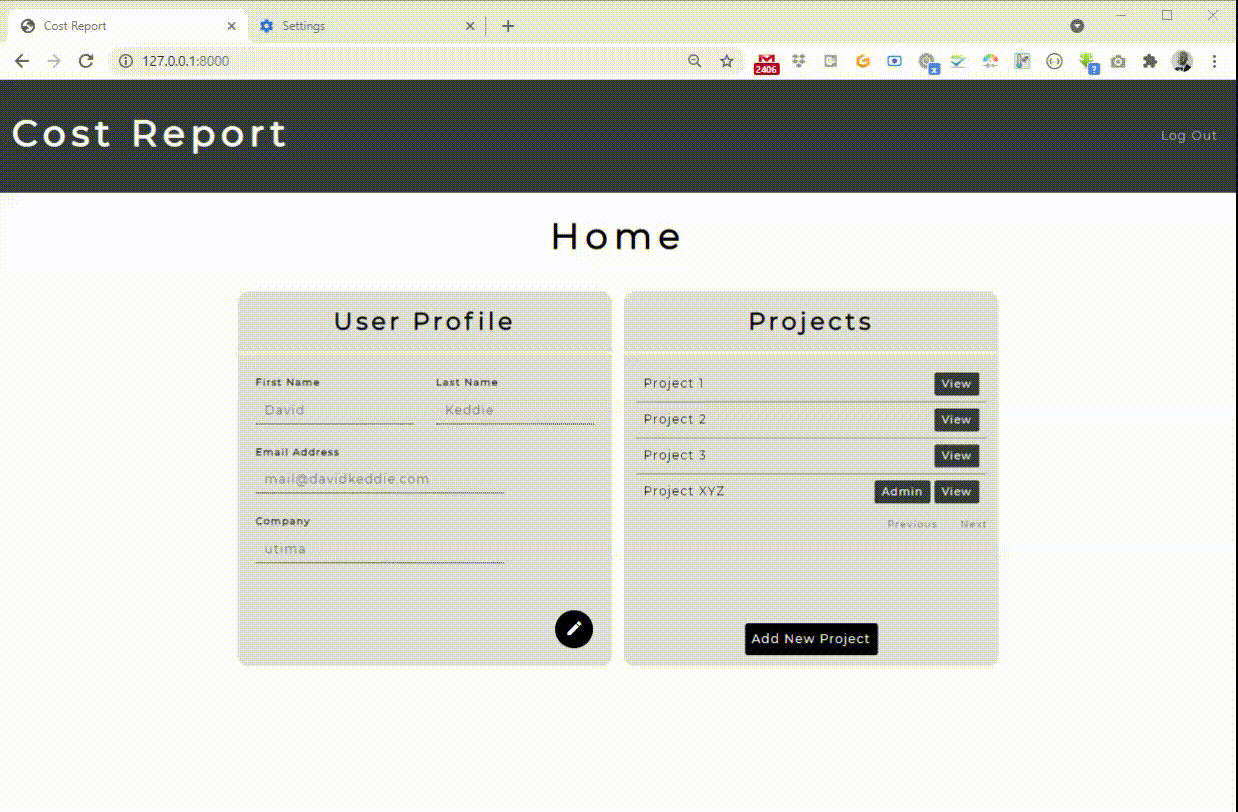 Cost Report
Settings
127.0.0.1:8000
2406
x
?
Cost Report
Log Out
Home
User Profile
First Name
Last Name
David
Keddie
Email Address
mail@davidkeddie.com
Company
utima
Projects
Project 1 View
Project 2 View
Project 3 View
Project XYZ Admin View
Previous Next
Add New Project